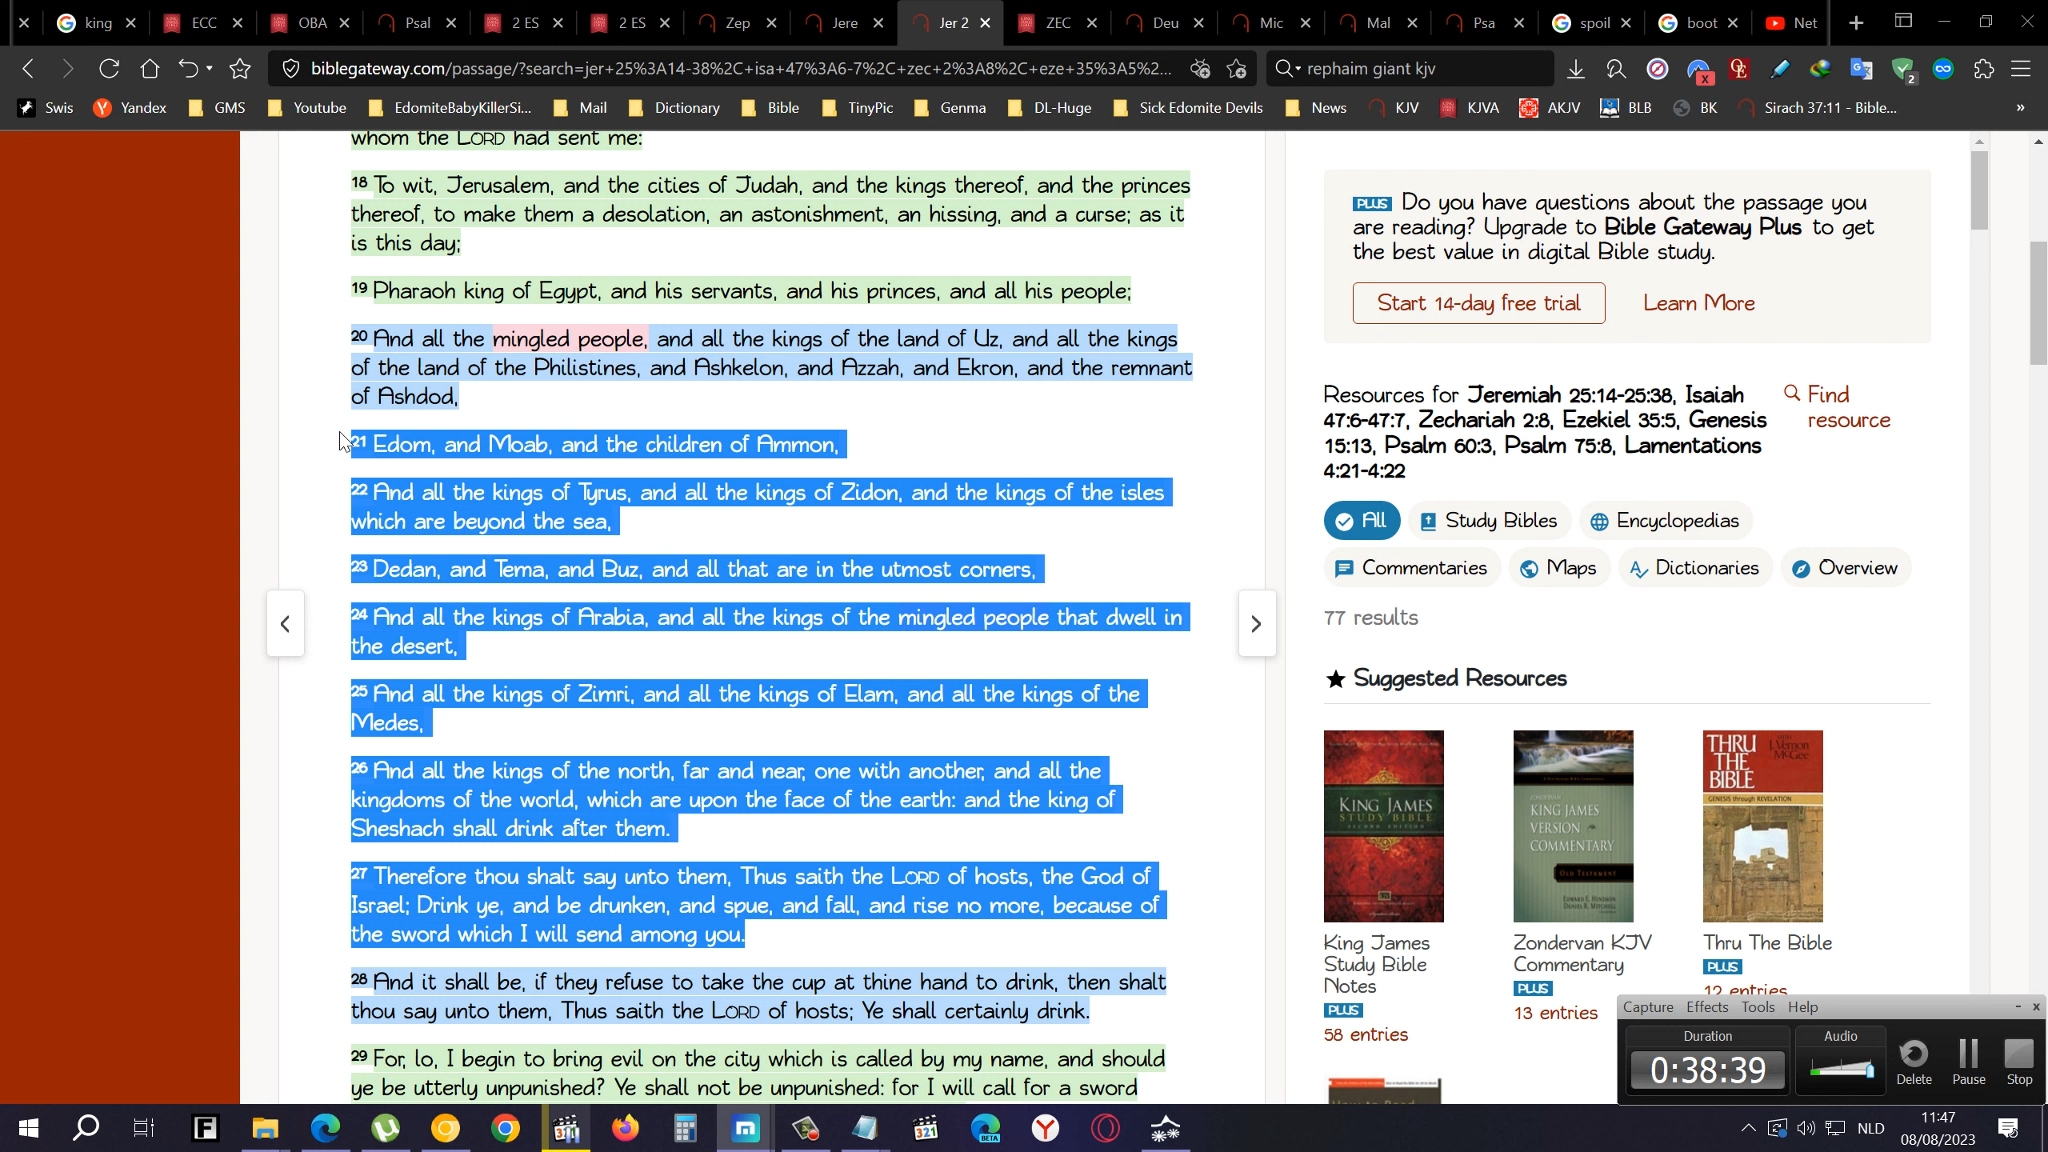 king
ECC
OBA
Psal
2 ES
2 ES
Zep
Jere
Jer 2
ZEC
Deu
Mic
Mal
Psa
spoil
boot
Net
biblegateway.com/passage/?search=jer+25%3A14-38%2C+isa+47%3A6-7%2C+zec+2%3A8%2C+eze+35%3A5%2...
rephaim giant kjv
Swis
Yandex
GMS
Youtube
EdomiteBabyKillerSi...
Mail
Dictionary
Bible
TinyPic
Genma
DL-Huge
Sick Edomite Devils
News
KJV
KJVA
AKJV
BLB
BK
Sirach 37:11 - Bible...
whom the LORD had sent me:
18 To wit, Jerusalem, and the cities of Judah, and the kings thereof, and the princes
thereof, to make them a desolation, an astonishment, an hissing, and a curse; as it
is this day;
19 Pharaoh king of Egypt, and his servants, and his princes, and all his people;
20 And all the mingled people, and all the kings of the land of Uz, and all the kings
of the land of the Philistines, and Ashkelon, and Azzah, and Ekron, and the remnant
of Ashdod,
21 Edom, and Moab, and the children of Ammon,
22 And all the kings of Tyrus, and all the kings of Zidon, and the kings of the isles
which are beyond the sea,
23 Dedan, and Tema, and Buz, and all that are in the utmost corners,
24 And all the kings of Arabia, and all the kings of the mingled people that dwell in
the desert,
25 And all the kings of Zimri, and all the kings of Elam, and all the kings of the
Medes,
26 And all the kings of the north, far and near, one with another, and all the
kingdoms of the world, which are upon the face of the earth: and the king of
Sheshach shall drink after them.
27 Therefore thou shalt say unto them, Thus saith the LORD of hosts, the God of
Israel; Drink ye, and be drunken, and spue, and fall, and rise no more, because of
the sword which I will send among you.
28 And it shall be, if they refuse to take the cup at thine hand to drink, then shalt
thou say unto them, Thus saith the LORD of hosts; Ye shall certainly drink.
29 For, lo, I begin to bring evil on the city which is called by my name, and should
ye be utterly unpunished? Ye shall not be unpunished: for I will call for a sword
PLUS Do you have questions about the passage you
are reading? Upgrade to Bible Gateway Plus to get
the best value in digital Bible study.
Start 14-day free trial
Learn More
Resources for Jeremiah 25:14-25:38, Isaiah
47:6-47:7, Zechariah 2:8, Ezekiel 35:5, Genesis
15:13, Psalm 60:3, Psalm 75:8, Lamentations
4:21-4:22
Find
resource
All
Study Bibles
Encyclopedias
Commentaries
Maps
Dictionaries
Overview
77 results
Suggested Resources
KING JAMES
STUDY BIBLE
SECOND EDITION
KING JAMES
VERSION
COMMENTARY
OLD TESTAMENT
THRU
THE
BIBLE
J. Vernon
McGee
GENESIS through REVELATION
King James
Study Bible
Notes
PLUS
58 entries
Zondervan KJV
Commentary
PLUS
13 entries
Thru The Bible
PLUS
12 entries
Capture
Effects
Tools
Help
Duration
0:38:39
Audio
Delete
Pause
Stop
321
BETA
NLD
11:47
08/08/2023